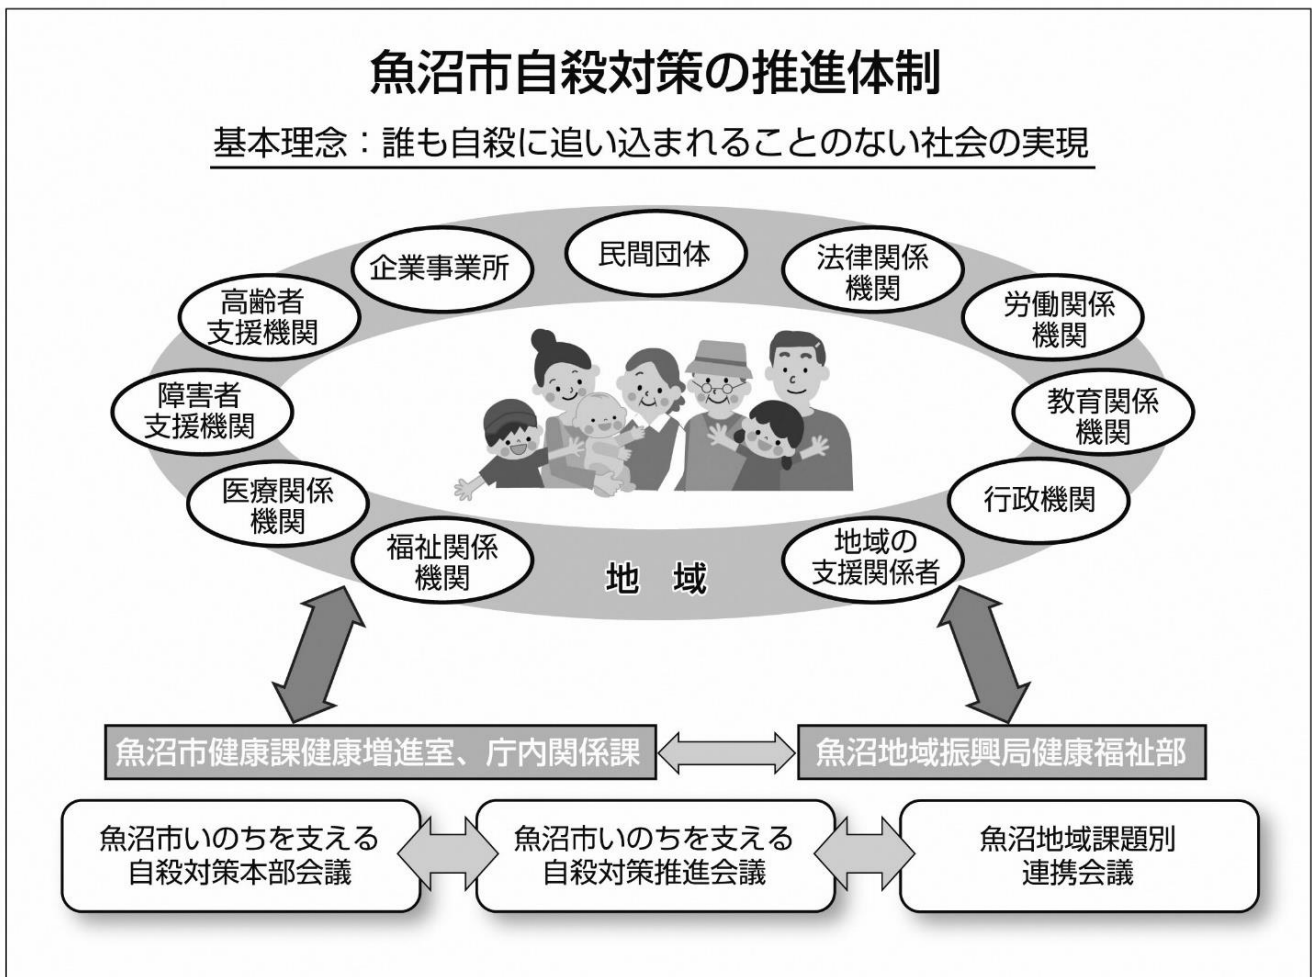 魚沼市自殺対策の推進体制
基本理念：誰も自殺に追い込まれることのない社会の実現
民間団体
企業事業所
法律関係
機関
高齢者
支援機関
労働関係
機関
障害者
支援機関
教育関係
機関
医療関係
機関
行政機関
福祉関係
機関
地　域
地域の
支援関係者
魚沼市健康課健康増進室、庁内関係課
魚沼地域振興局健康福祉部
魚沼市いのちを支える
自殺対策本部会議
魚沼市いのちを支える
自殺対策推進会議
魚沼地域課題別
連携会議